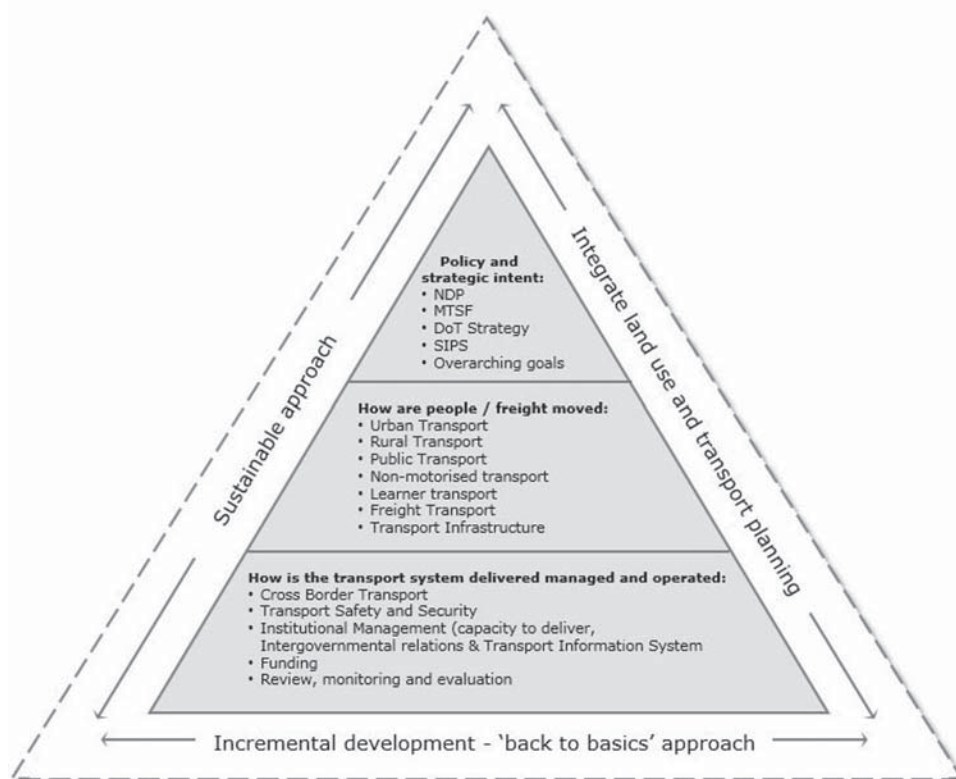 Policy and
strategic intent:
• NDP
• MTSF
• DoT Strategy
• SIPS
• Overarching goals
How are people / freight moved:
• Urban Transport
• Rural Transport
• Public Transport
• Non-motorised transport
• Learner transport
• Freight Transport
• Transport Infrastructure
How is the transport system delivered managed and operated:
• Cross Border Transport
• Transport Safety and Security
• Institutional Management (capacity to deliver,
Intergovernmental relations & Transport Information System
• Funding
• Review, monitoring and evaluation
Sustainable approach
Integrate land use and transport planning
Incremental development - ‘back to basics’ approach